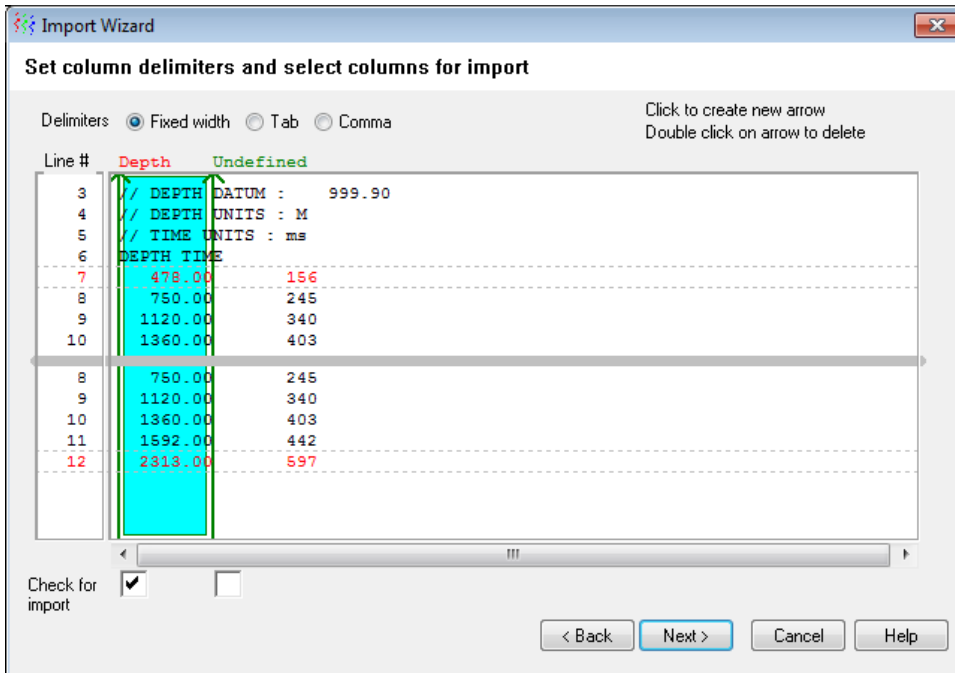 Import Wizard
Set column delimiters and select columns for import
Delimiters Fixed width Tab Comma
Click to create new arrow
Double click on arrow to delete
Line # Depth Undefined
3 // DEPTH DATUM : 999.90
4 // DEPTH UNITS : M
5 // TIME UNITS : ms
6 DEPTH TIME
7 478.00 156
8 750.00 245
9 1120.00 340
10 1360.00 403
8 750.00 245
9 1120.00 340
10 1360.00 403
11 1592.00 442
12 2313.00 597
Check for
import
< Back Next > Cancel Help